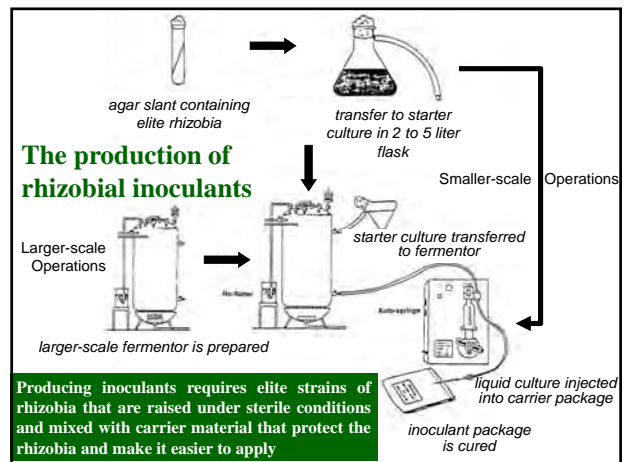 agar slant containing
elite rhizobia
transfer to starter
culture in 2 to 5 liter
flask
The production of
rhizobial inoculants
Smaller-scale Operations
Larger-scale
Operations
starter culture transferred
to fermentor
Auto-syringe
larger-scale fermentor is prepared
liquid culture injected
into carrier package
inoculant package
is cured
Producing inoculants requires elite strains of
rhizobia that are raised under sterile conditions
and mixed with carrier material that protect the
rhizobia and make it easier to apply